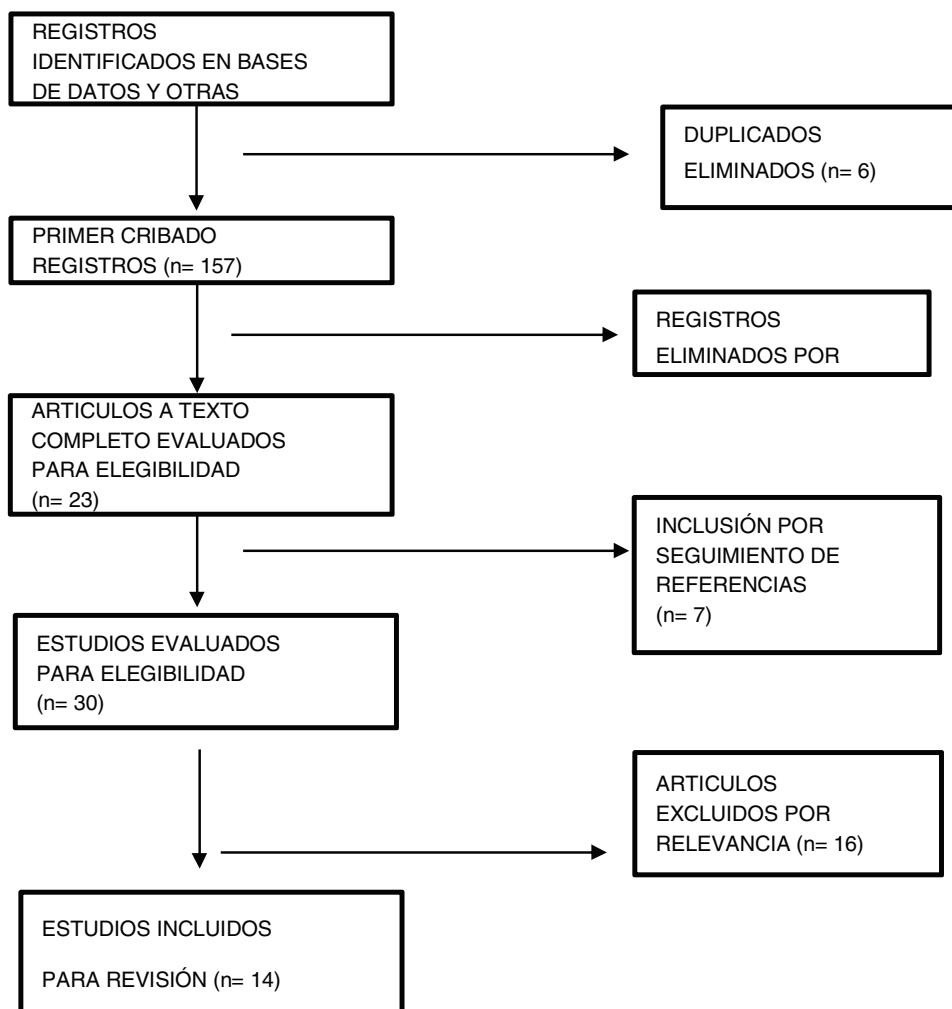 REGISTROS
IDENTIFICADOS EN BASES
DE DATOS Y OTRAS
DUPLICADOS
ELIMINADOS (n= 6)
PRIMER CRIBADO
REGISTROS (n= 157)
REGISTROS
ELIMINADOS POR
ARTICULOS A TEXTO
COMPLETO EVALUADOS
PARA ELEGIBILIDAD
(n= 23)
INCLUSIÓN POR
SEGUIMIENTO DE
REFERENCIAS
(n= 7)
ESTUDIOS EVALUADOS
PARA ELEGIBILIDAD
(n= 30)
ARTICULOS
EXCLUIDOS POR
RELEVANCIA (n= 16)
ESTUDIOS INCLUIDOS
PARA REVISIÓN (n= 14)